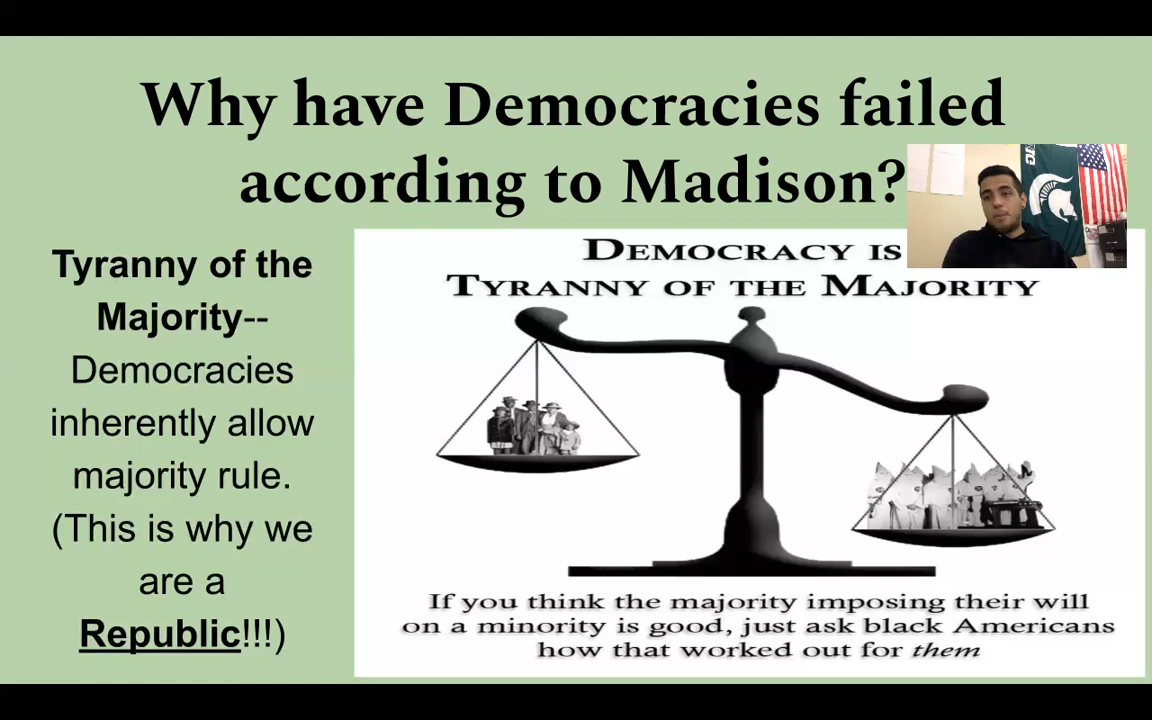 Why have Democracies failed
according to Madison?
Tyranny of the
Majority--
Democracies
inherently allow
majority rule.
(This is why we
are a
Republic!!!)
DEMOCRACY IS
TYRANNY OF THE MAJORITY
If you think the majority imposing their will
on a minority is good, just ask black Americans
how that worked out for them